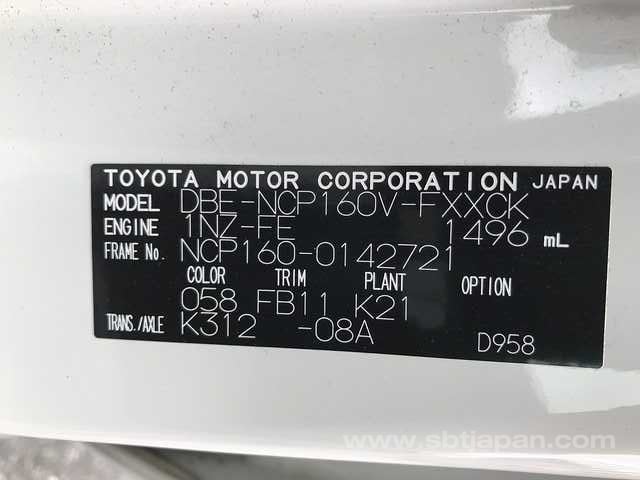 TOYOTA MOTOR CORPORATION JAPAN
MODEL DBE-NCP160V-FXXCK
ENGINE 1NZ-FE 1496 mL
FRAME No. NCP160-0142721
COLOR TRIM PLANT OPTION
058 FB11 K21
TRANS./AXLE K312 -08A
D958
www.sbtjapan.com